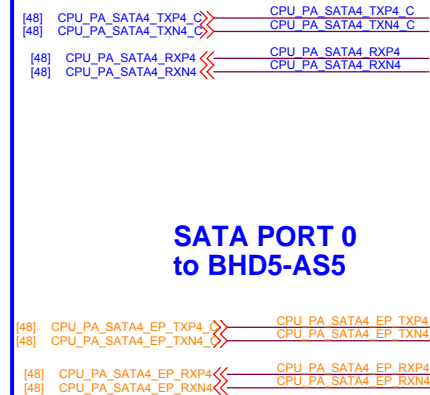 [48] CPU_PA_SATA4_TXP4_C CPU_PA_SATA4_TXP4_C
[48] CPU_PA_SATA4_TXN4_C CPU_PA_SATA4_TXN4_C
[48] CPU_PA_SATA4_RXP4 CPU_PA_SATA4_RXP4
[48] CPU_PA_SATA4_RXN4 CPU_PA_SATA4_RXN4
SATA PORT 0
to BHD5-AS5
[48] CPU_PA_SATA4_EP_TXP4_C CPU_PA_SATA4_EP_TXP4
[48] CPU_PA_SATA4_EP_TXN4_C CPU_PA_SATA4_EP_TXN4
[48] CPU_PA_SATA4_EP_RXP4 CPU_PA_SATA4_EP_RXP4
[48] CPU_PA_SATA4_EP_RXN4 CPU_PA_SATA4_EP_RXN4